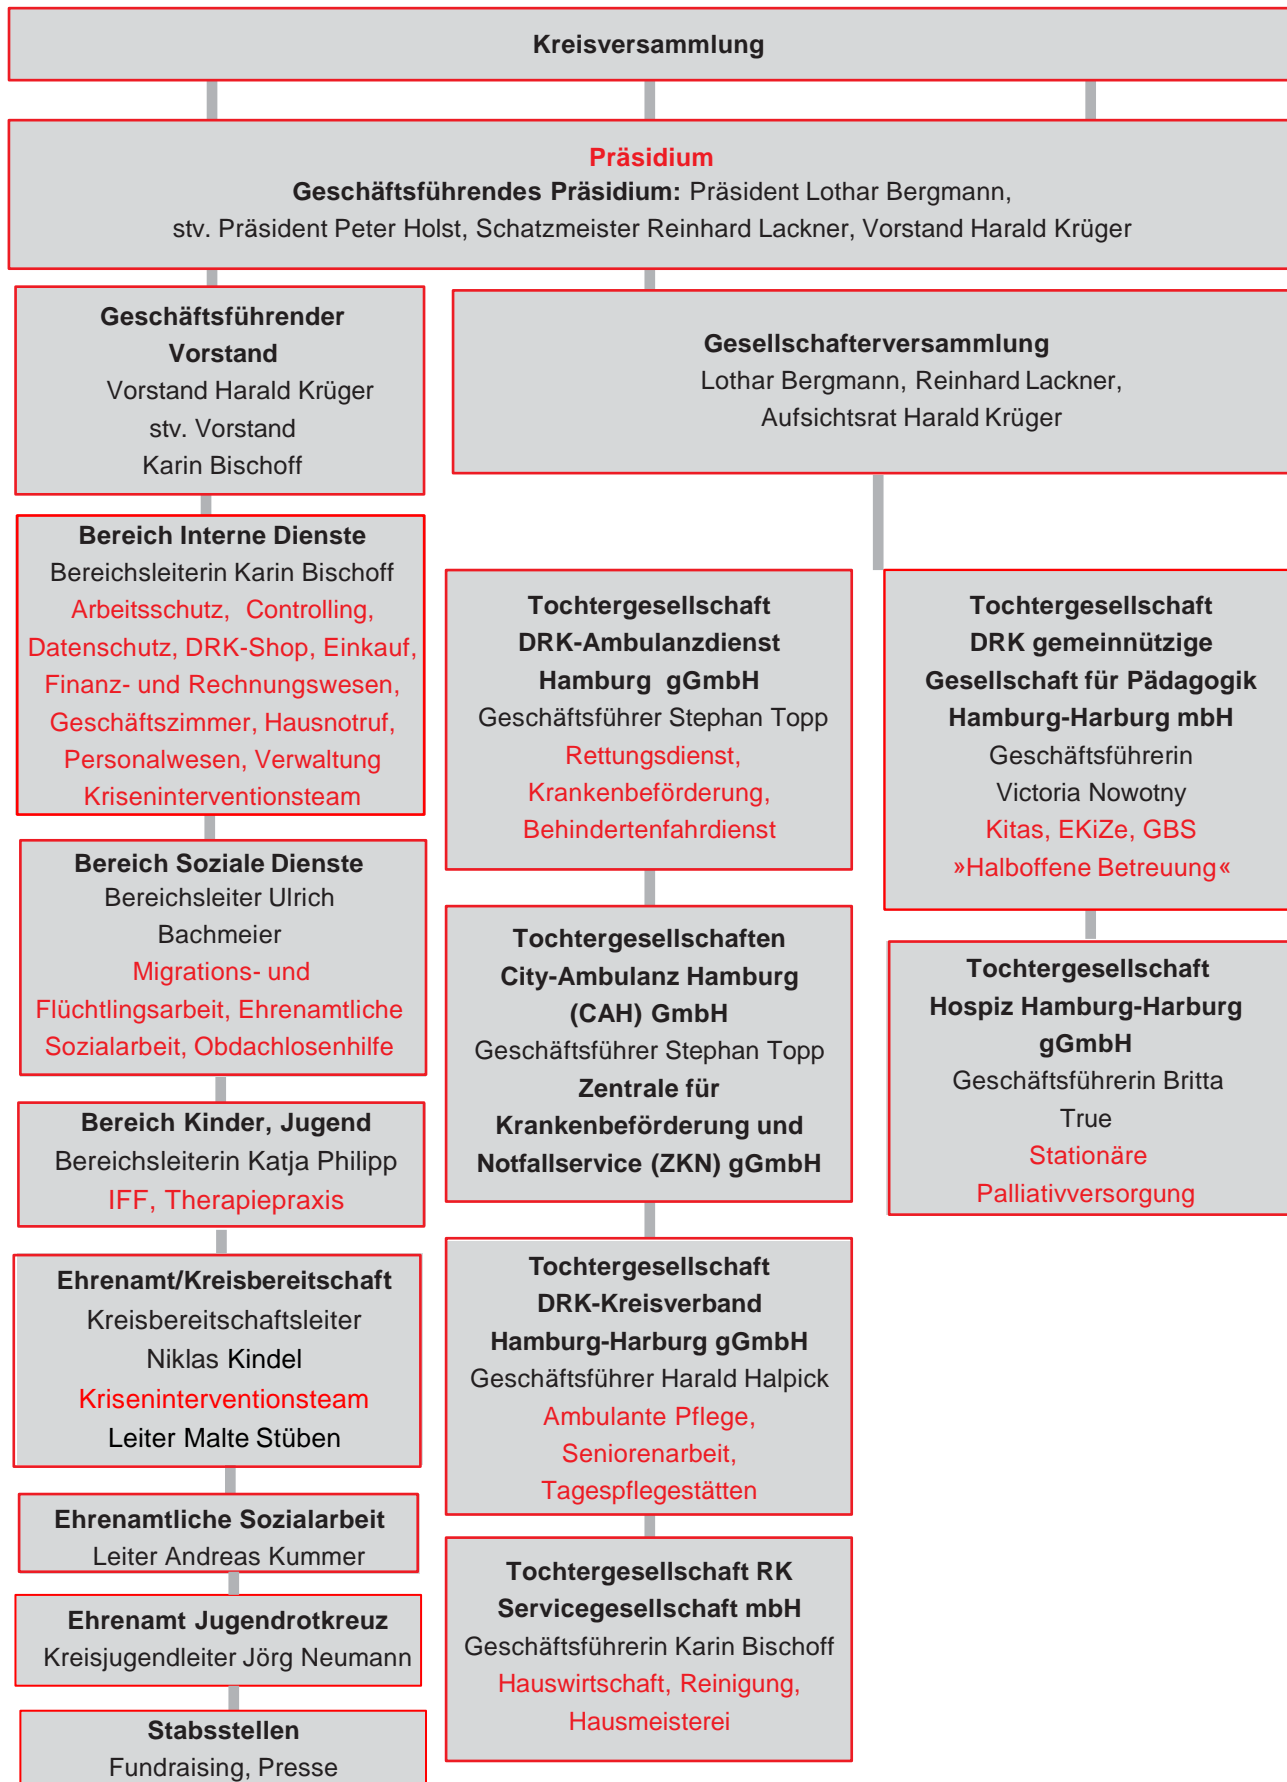 Kreisversammlung
Präsidium
Geschäftsführendes Präsidium: Präsident Lothar Bergmann,
stv. Präsident Peter Holst, Schatzmeister Reinhard Lackner, Vorstand Harald Krüger
Geschäftsführender
Vorstand
Vorstand Harald Krüger
stv. Vorstand
Karin Bischoff
Gesellschafterversammlung
Lothar Bergmann, Reinhard Lackner,
Aufsichtsrat Harald Krüger
Bereich Interne Dienste
Bereichsleiterin Karin Bischoff
Arbeitsschutz, Controlling,
Datenschutz, DRK-Shop, Einkauf,
Finanz- und Rechnungswesen,
Geschäftszimmer, Hausnotruf,
Personalwesen, Verwaltung
Kriseninterventionsteam
Bereich Soziale Dienste
Bereichsleiter Ulrich
Bachmeier
Migrations- und
Flüchtlingsarbeit, Ehrenamtliche
Sozialarbeit, Obdachlosenhilfe
Bereich Kinder, Jugend
Bereichsleiterin Katja Philipp
IFF, Therapiepraxis
Ehrenamt/Kreisbereitschaft
Kreisbereitschaftsleiter
Niklas Kindel
Kriseninterventionsteam
Leiter Malte Stüben
Ehrenamtliche Sozialarbeit
Leiter Andreas Kummer
Ehrenamt Jugendrotkreuz
Kreisjugendleiter Jörg Neumann
Stabsstellen
Fundraising, Presse
Tochtergesellschaft
DRK-Ambulanzdienst
Hamburg gGmbH
Geschäftsführer Stephan Topp
Rettungsdienst,
Krankenbeförderung,
Behindertenfahrdienst
Tochtergesellschaften
City-Ambulanz Hamburg
(CAH) GmbH
Geschäftsführer Stephan Topp
Zentrale für
Krankenbeförderung und
Notfallservice (ZKN) gGmbH
Tochtergesellschaft
DRK-Kreisverband
Hamburg-Harburg gGmbH
Geschäftsführer Harald Halpick
Ambulante Pflege,
Seniorenarbeit,
Tagespflegestätten
Tochtergesellschaft RK
Servicegesellschaft mbH
Geschäftsführerin Karin Bischoff
Hauswirtschaft, Reinigung,
Hausmeisterei
Tochtergesellschaft
DRK gemeinnützige
Gesellschaft für Pädagogik
Hamburg-Harburg mbH
Geschäftsführerin
Victoria Nowotny
Kitas, EKiZe, GBS
»Halboffene Betreuung«
Tochtergesellschaft
Hospiz Hamburg-Harburg
gGmbH
Geschäftsführerin Britta
True
Stationäre
Palliativversorgung